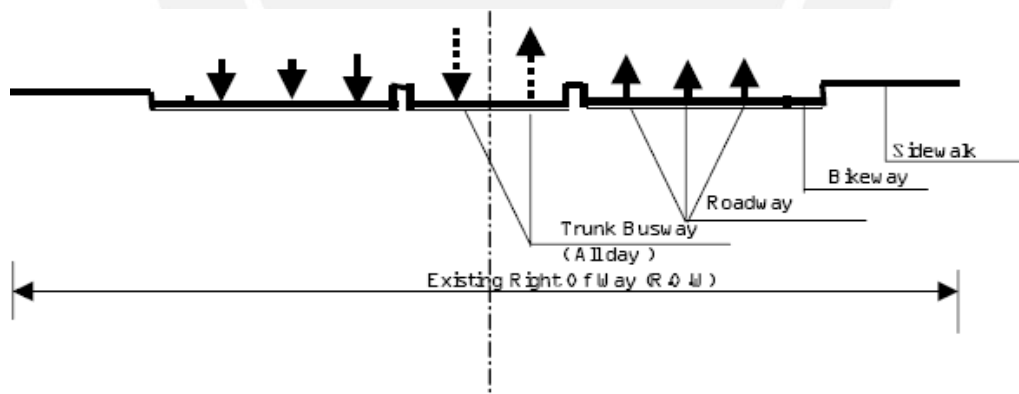 Sidewalk
Bikeway
Roadway
Trunk Busway
(Allday)
Existing Right Of Way (R.O.W)